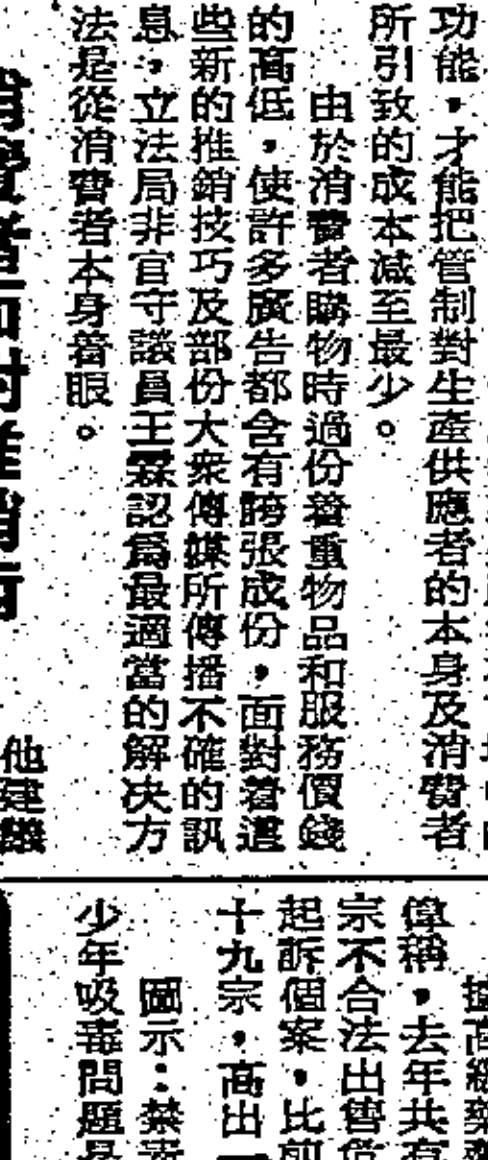 功能，才能把管制對生產供應者的本身及消費者
所引致的成本減至最少。
由於消費者購物時過份着重物品和服務價錢
的高低，使許多廣告都含有誇張成份，面對着這
些新的推銷技巧及部份大衆傳媒所傳播不確的訊
息，立法局非官守議員王霖認爲最適當的解决方
法是從消費者本身着眼。
他建議
偉稱，去年共有
宗不合法出售危
起訴個案，比前
十九宗，高出一
圖示：禁毒
少年吸毒問題是